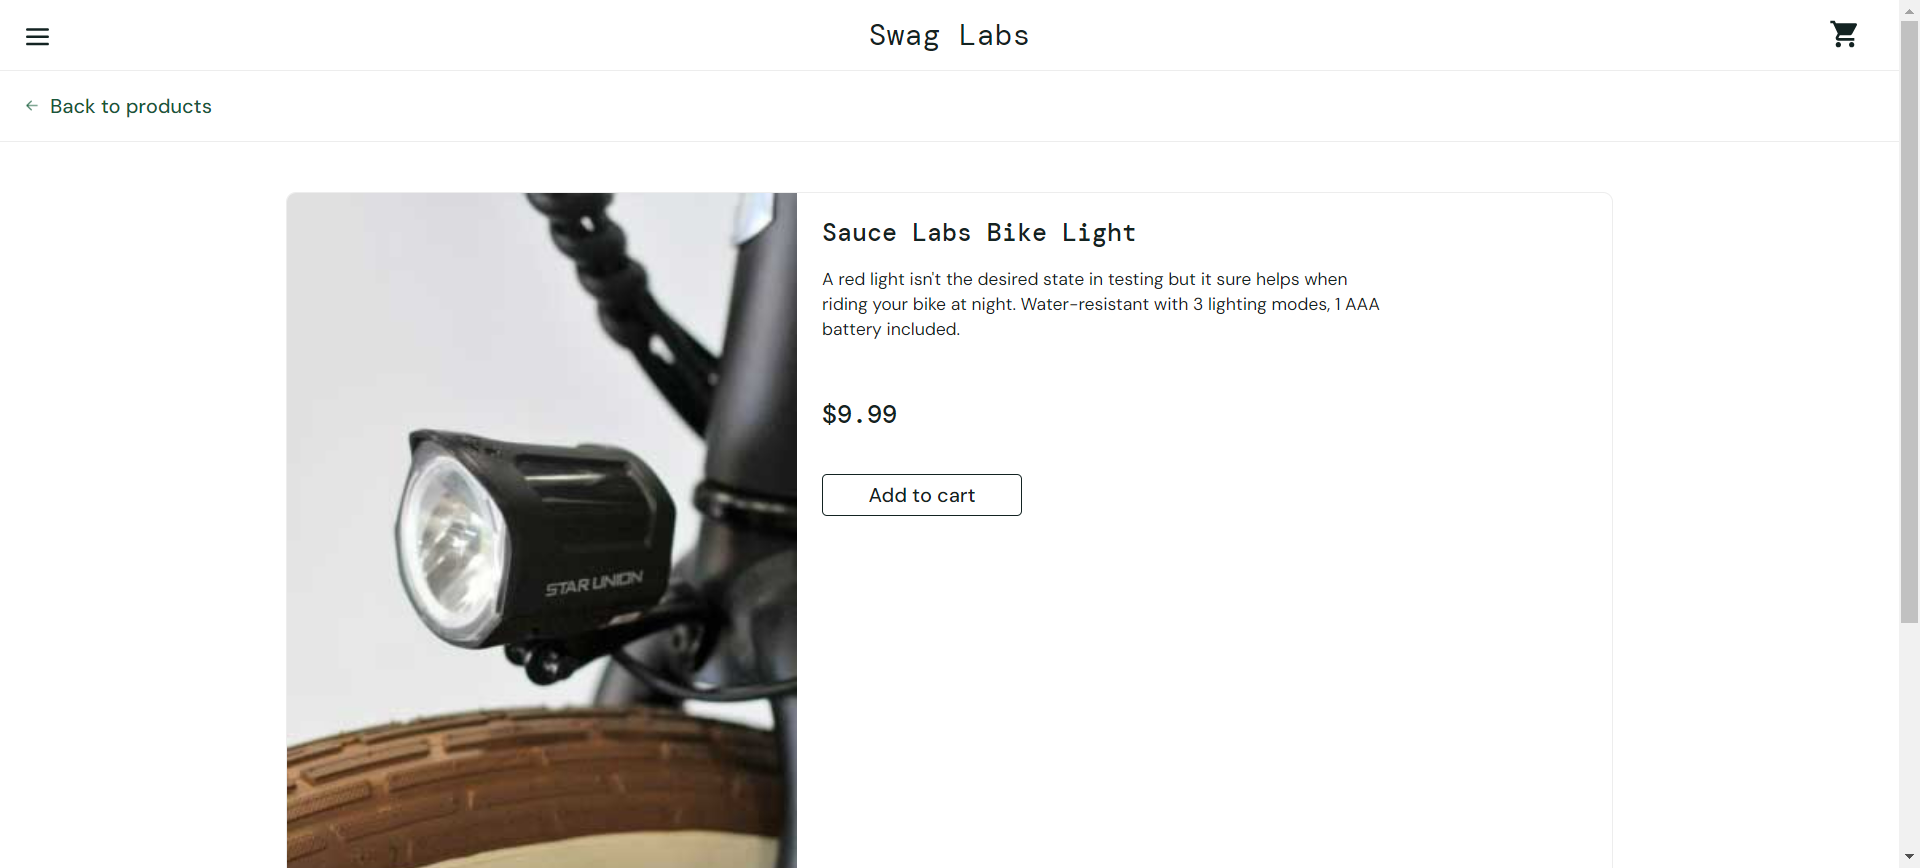 Swag Labs
Back to products
Sauce Labs Bike Light
A red light isn't the desired state in testing but it sure helps when
riding your bike at night. Water-resistant with 3 lighting modes, 1 AAA
battery included.
$9.99
Add to cart
STAR UNION